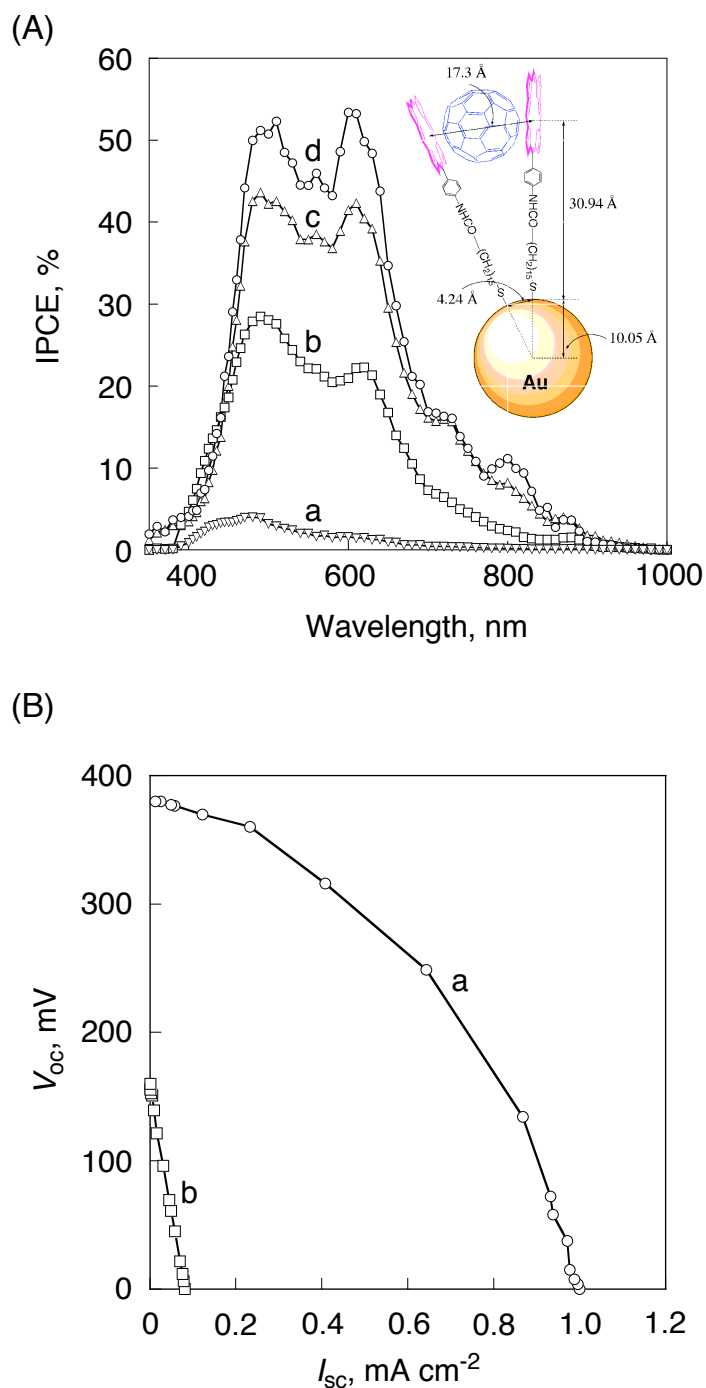 (A)
IPCE, %
60
50
40
30
20
10
0
400
600
800
1000
Wavelength, nm
a
b
c
d
17.3 Å
30.94 Å
NHCO
(CH2)15
S
NHCO
(CH2)15
S
4.24 Å
10.05 Å
Au
(B)
Voc, mV
400
300
200
100
0
0
0.2
0.4
0.6
0.8
1.0
1.2
Isc, mA cm-2
a
b